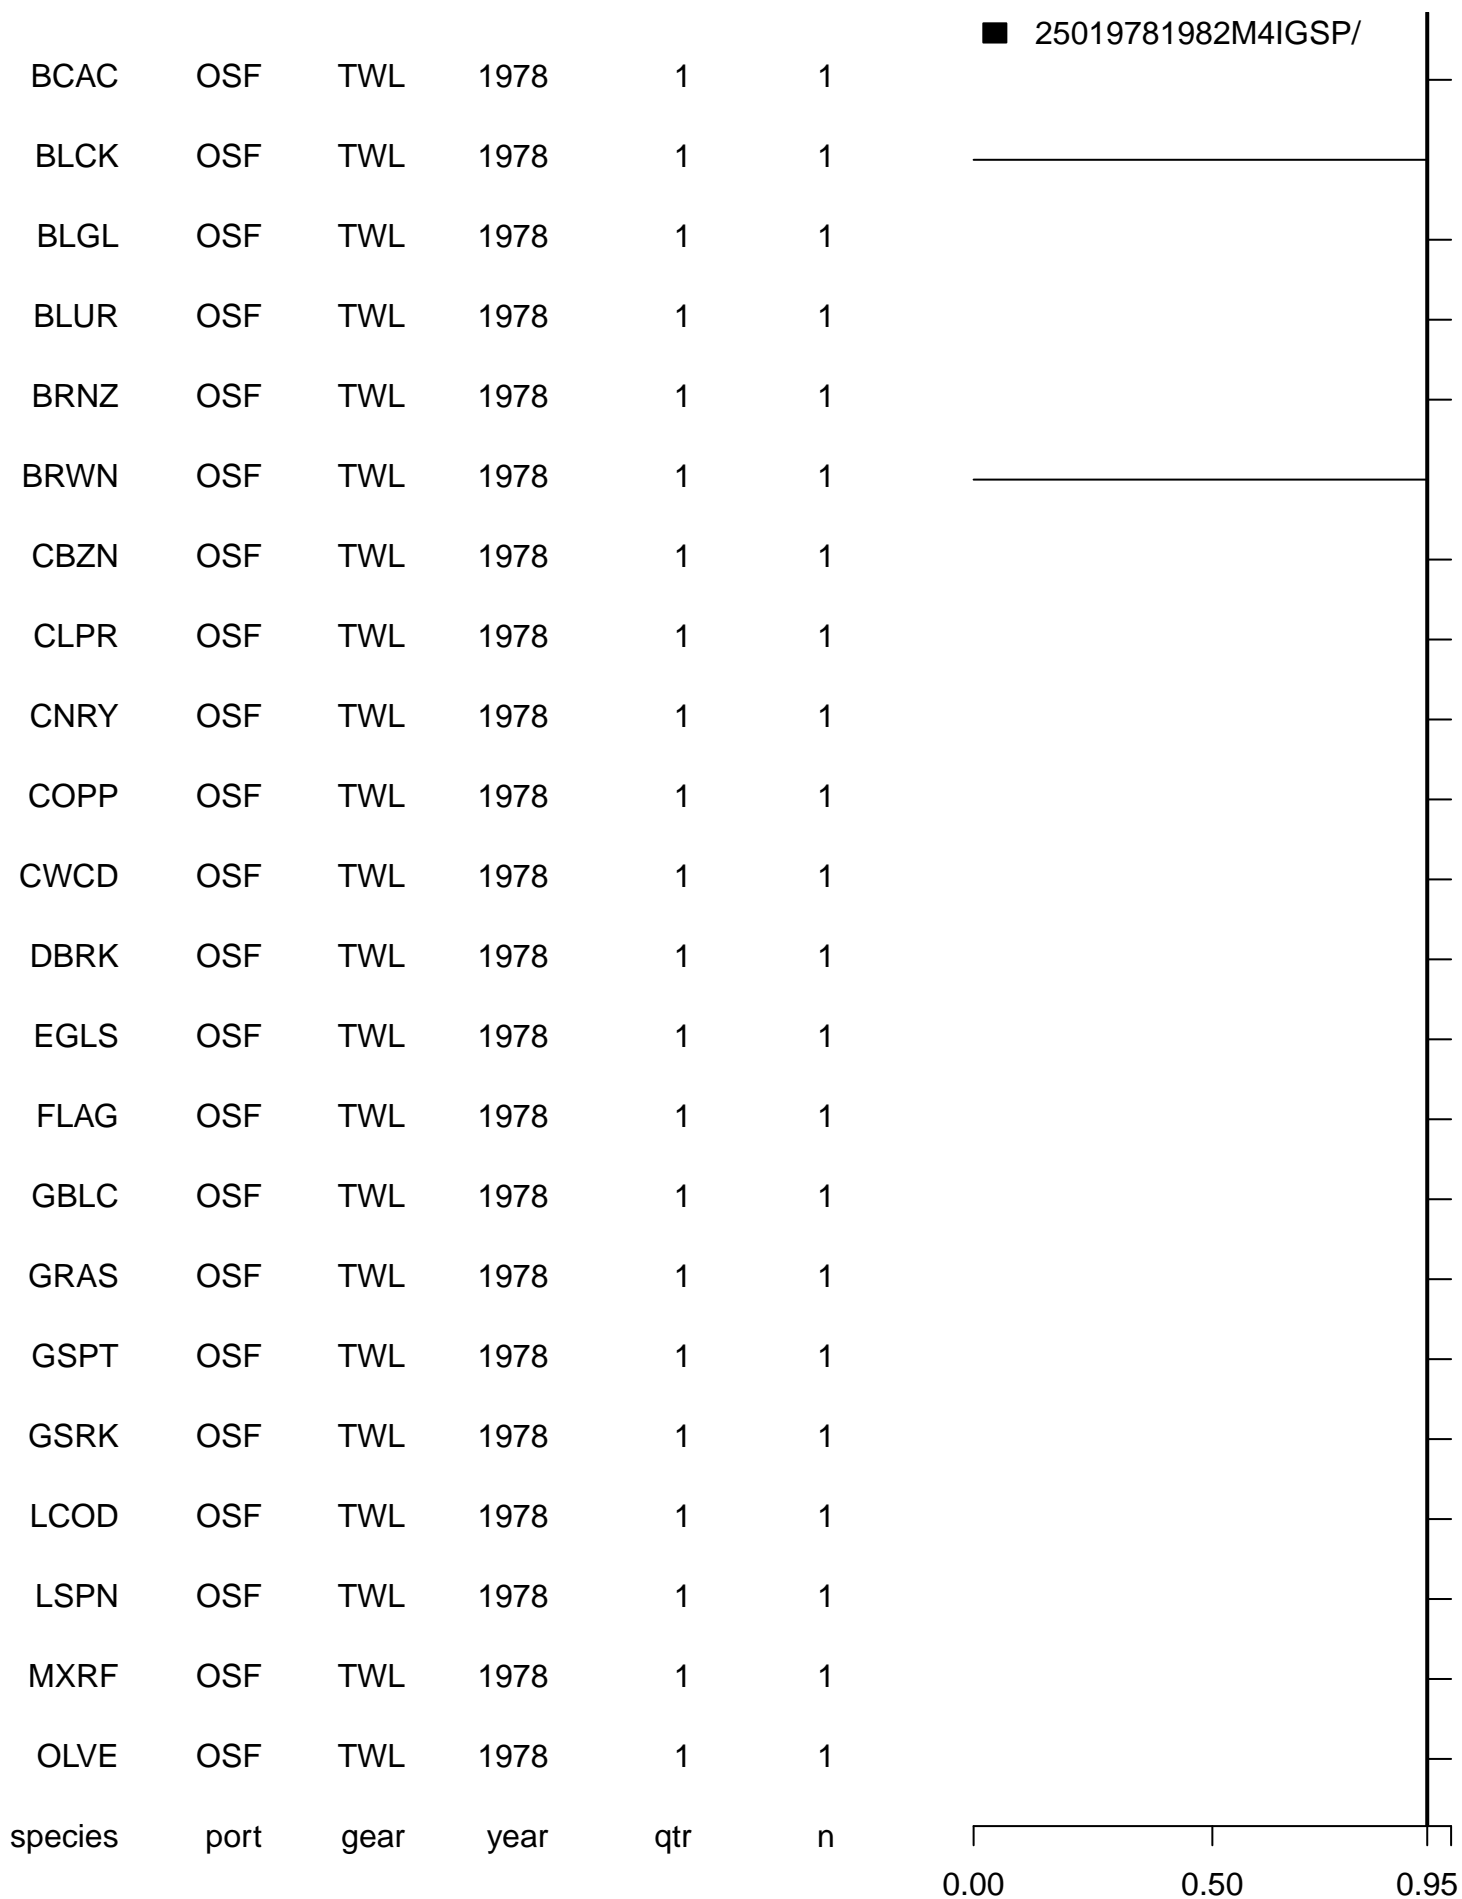 25019781982M4IGSP/
BCAC OSF TWL 1978 1 1
BLCK OSF TWL 1978 1 1
BLGL OSF TWL 1978 1 1
BLUR OSF TWL 1978 1 1
BRNZ OSF TWL 1978 1 1
BRWN OSF TWL 1978 1 1
CBZN OSF TWL 1978 1 1
CLPR OSF TWL 1978 1 1
CNRY OSF TWL 1978 1 1
COPP OSF TWL 1978 1 1
CWCD OSF TWL 1978 1 1
DBRK OSF TWL 1978 1 1
EGLS OSF TWL 1978 1 1
FLAG OSF TWL 1978 1 1
GBLC OSF TWL 1978 1 1
GRAS OSF TWL 1978 1 1
GSPT OSF TWL 1978 1 1
GSRK OSF TWL 1978 1 1
LCOD OSF TWL 1978 1 1
LSPN OSF TWL 1978 1 1
MXRF OSF TWL 1978 1 1
OLVE OSF TWL 1978 1 1
species port gear year qtr n
0.00 0.50 0.95